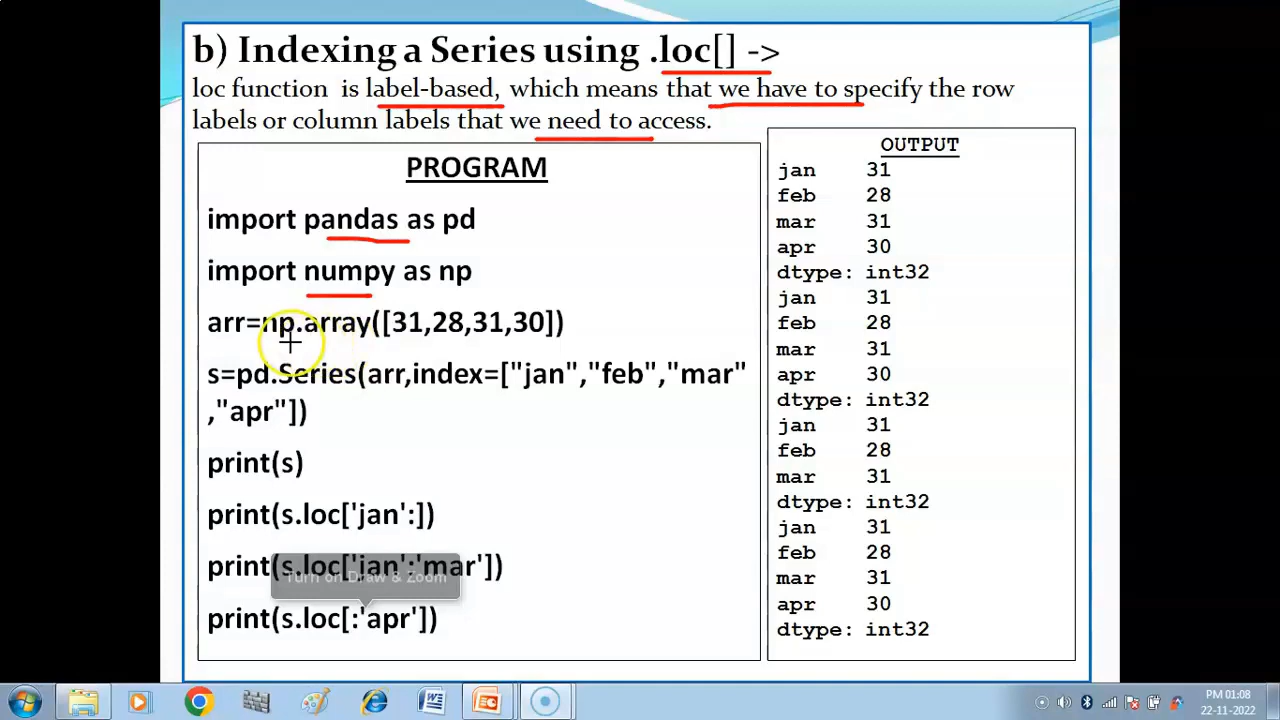 b) Indexing a Series using .loc[] ->
loc function is label-based, which means that we have to specify the row
labels or column labels that we need to access.
PROGRAM
import pandas as pd
import numpy as np
arr=np.array([31,28,31,30])
s=pd.Series(arr,index=["jan","feb","mar"
,"apr"])
print(s)
print(s.loc['jan':])
print(s.loc['jan':'mar'])
Turn on Draw & Zoom
print(s.loc[:'apr'])
OUTPUT
jan 31
feb 28
mar 31
apr 30
dtype: int32
jan 31
feb 28
mar 31
apr 30
dtype: int32
jan 31
feb 28
mar 31
dtype: int32
jan 31
feb 28
mar 31
apr 30
dtype: int32
PM 01:08
22-11-2022